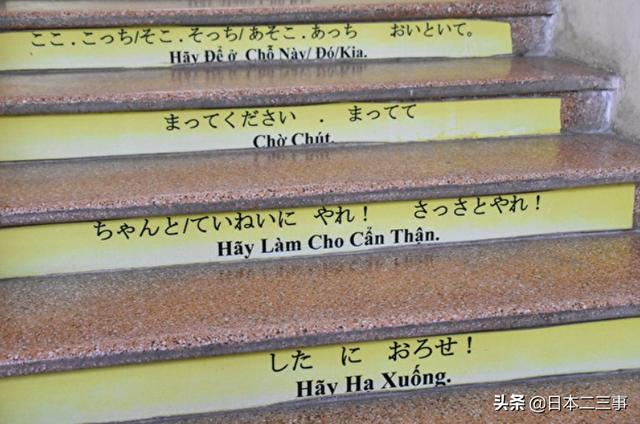 ここ . こっち/そこ . そっち/あそこ . あっち　おいといて。
Hãy Để ở Chỗ Này/ Đó/Kia.
まってください . まってて
Chờ Chút.
ちゃんと/ていねいに やれ！ さっさとやれ！
Hãy Làm Cho Cẩn Thận.
した に おろせ！
Hãy Hạ Xuống.
头条 @日本二三事